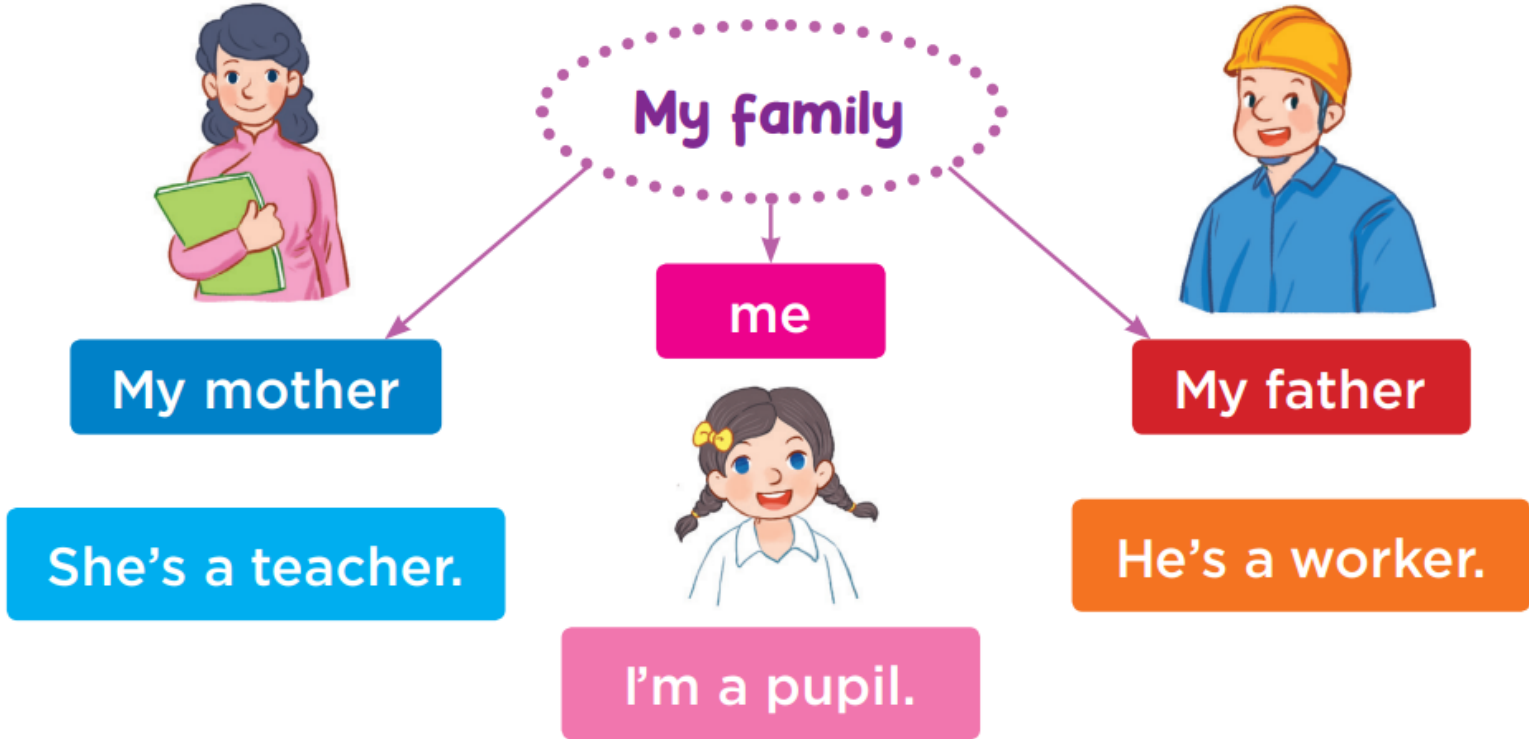 My family
me
My mother
My father
She’s a teacher.
He’s a worker.
I’m a pupil.